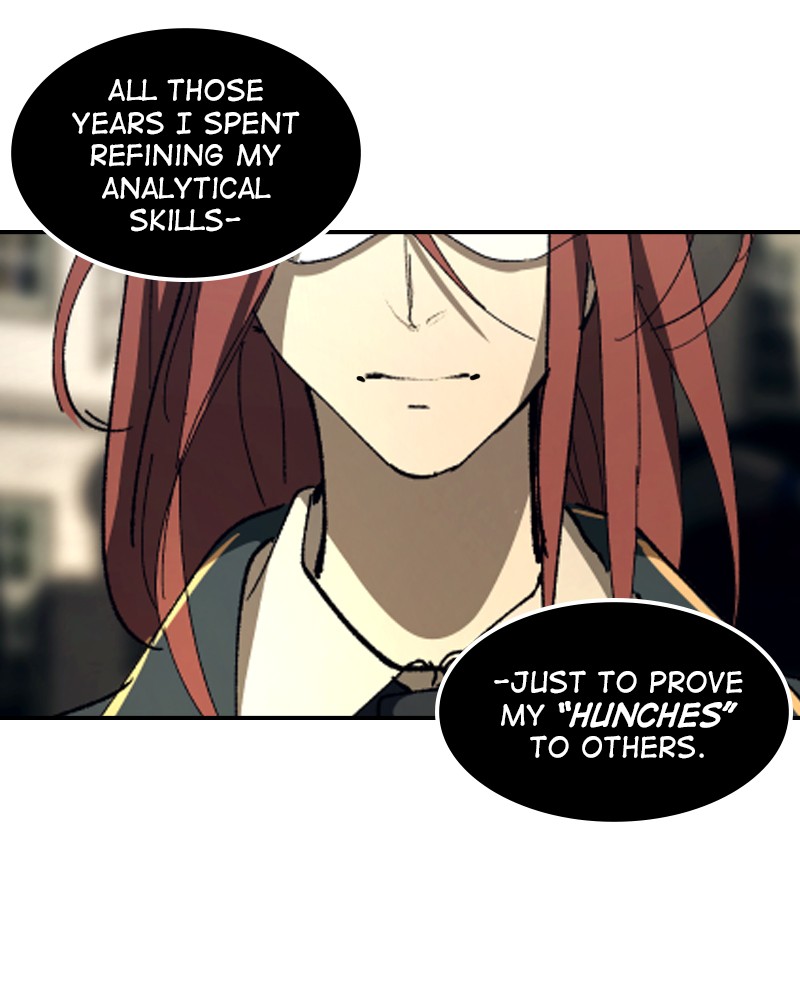 ALL THOSE
YEARS I SPENT
REFINING MY
ANALYTICAL
SKILLS-
-JUST TO PROVE
MY "HUNCHES"
TO OTHERS.